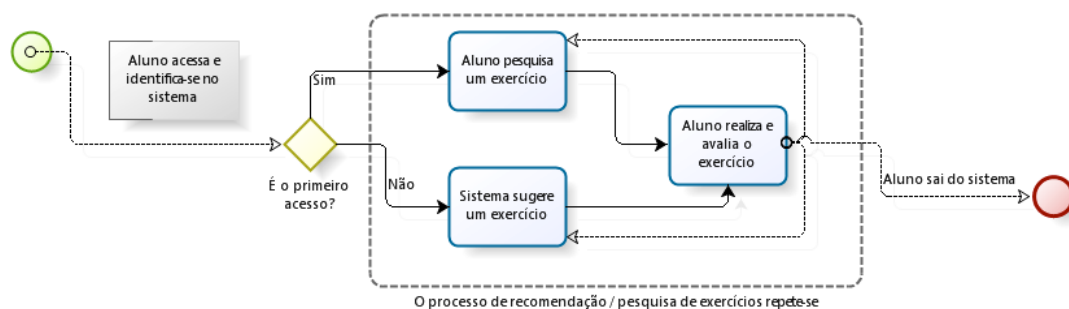 Aluno acessa e
identifica-se no
sistema
É o primeiro
acesso?
Sim
Não
Aluno pesquisa
um exercício
Sistema sugere
um exercício
Aluno realiza e
avalia o
exercício
Aluno sai do sistema
O processo de recomendação / pesquisa de exercícios repete-se